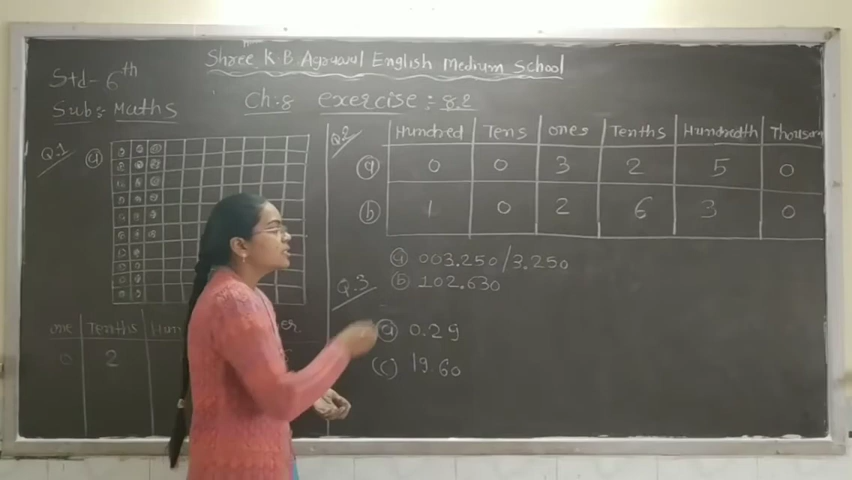 Shree K.B. Agrawal English Medium School
Std- 6th
Sub:- Maths
Ch:8 exercise : 8.2
Q.1 a
one Tenths
0 2
Q.2
Hundred Tens ones Tenths Hundredth
a 0 0 3 2 5 0
b 1 0 2 6 3 0
a 003.250/3.250
b 102.630
Q.3
a 0.29
(C) 19.60